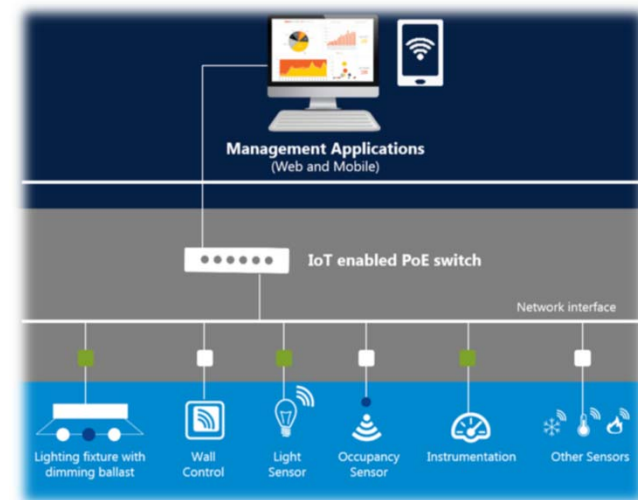 Management Applications
(Web and Mobile)
IoT enabled PoE switch
Network interface
Lighting fixture with
dimming ballast
Wall
Control
Light
Sensor
Occupancy
Sensor
Instrumentation
Other Sensors